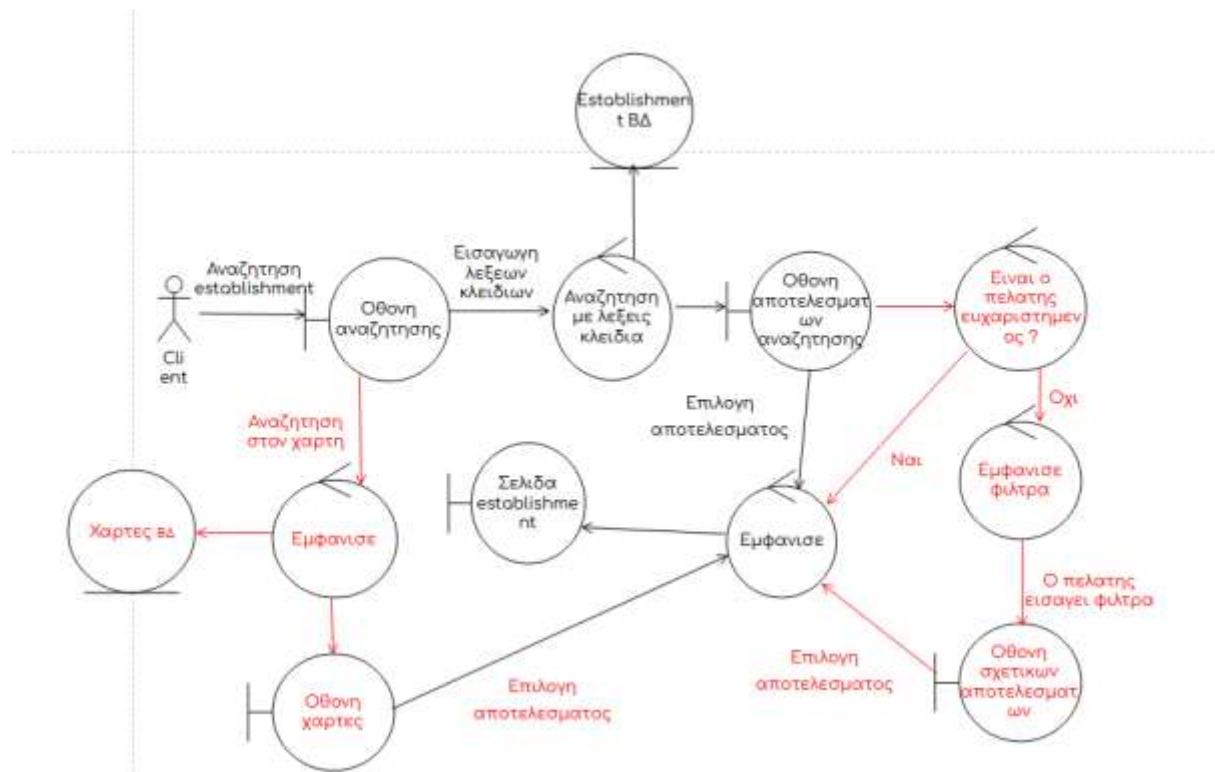 Establishmen
t ΒΔ
Αναζητηση
establishment
Cli
ent
Οθονη
αναζητησης
Εισαγωγη
λεξεων
κλειδιων
Αναζητηση
με λεξεις
κλειδια
Οθονη
αποτελεσματ
ων
αναζητησης
Ειναι ο
πελατης
ευχαριστημεν
ος ?
Αναζητηση
στον χαρτη
Επιλογη
αποτελεσματος
Ναι
Οχι
Εμφανισε
φιλτρα
Σελιδα
establishme
nt
Χαρτες ΒΔ
Εμφανισε
Εμφανισε
Ο πελατης
εισαγει φιλτρα
Οθονη
χαρτες
Επιλογη
αποτελεσματος
Επιλογη
αποτελεσματος
Οθονη
σχετικων
αποτελεσματ
ων